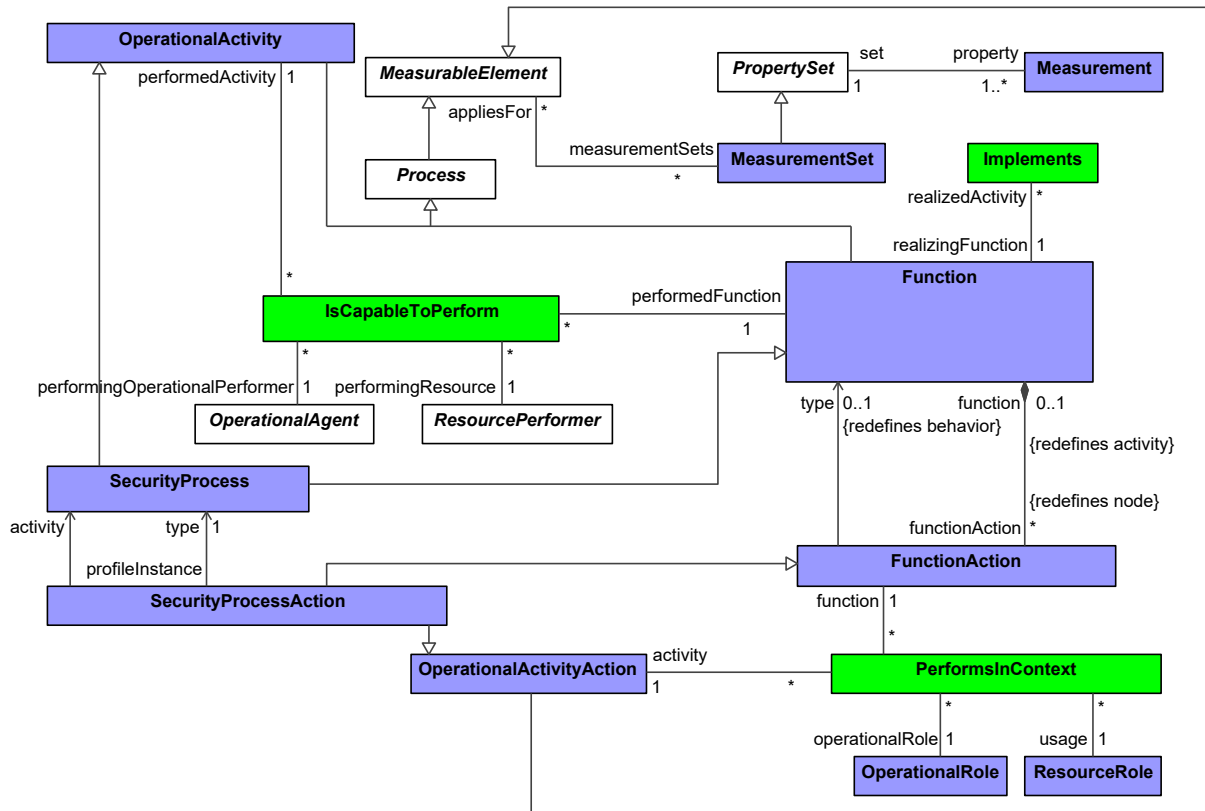 OperationalActivity
performedActivity 1
MeasurableElement
appliesFor *
PropertySet
set property
1 1..*
Measurement
measurementSets
*
MeasurementSet
Implements
Process
realizedActivity *
realizingFunction 1
Function
*
IsCapableToPerform
performedFunction
* 1
* *
performingOperationalPerformer 1 performingResource 1
OperationalAgent
ResourcePerformer
type 0..1 function 0..1
{redefines behavior}
{redefines activity}
SecurityProcess
{redefines node}
activity type 1
functionAction *
profileInstance
FunctionAction
SecurityProcessAction
function 1
*
OperationalActivityAction
activity
1 *
PerformsInContext
* *
operationalRole 1 usage 1
OperationalRole
ResourceRole